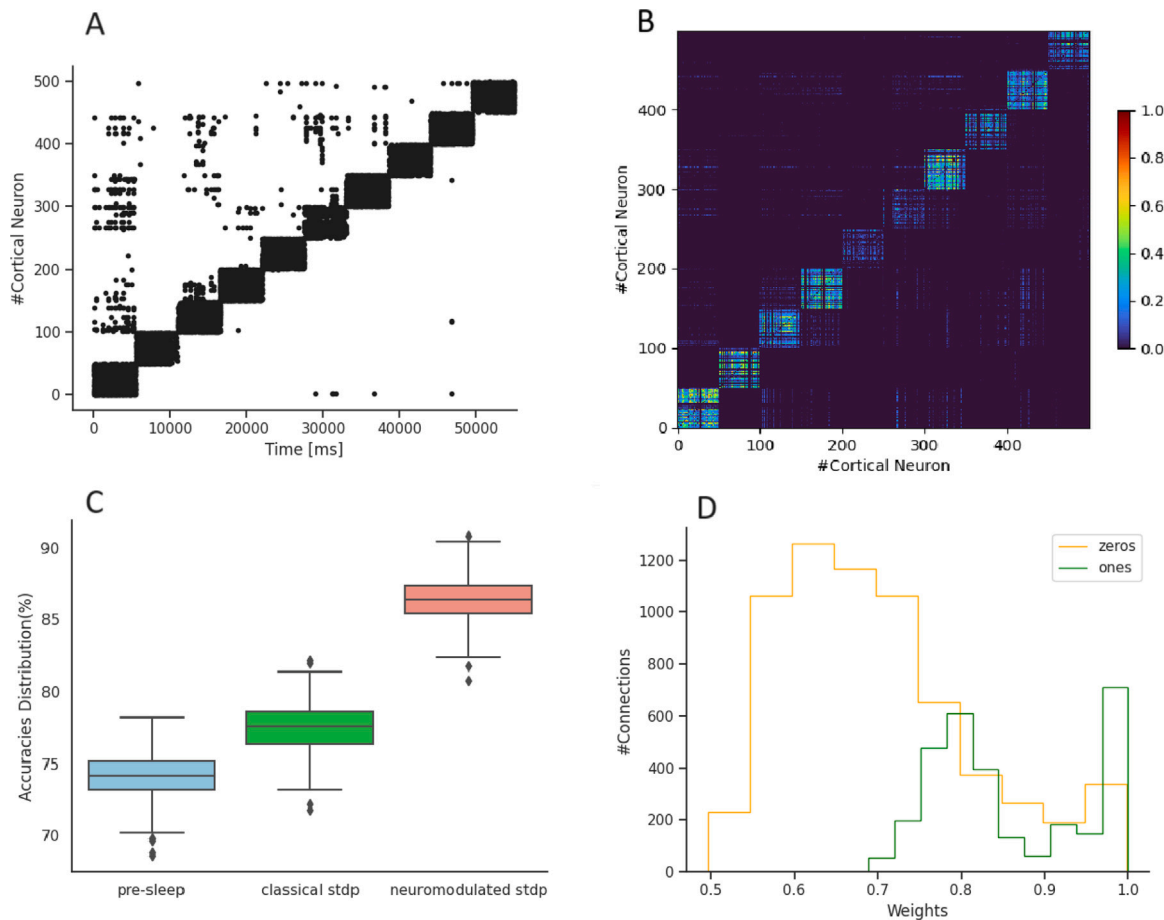 A
#Cortical Neuron
500
400
300
200
100
0
0 10000 20000 30000 40000 50000
Time [ms]
B
#Cortical Neuron
400
300
200
100
0
0 100 200 300 400
#Cortical Neuron
1.0
0.8
0.6
0.4
0.2
0.0
C
Accuracies Distribution(%)
90
85
80
75
70
pre-sleep classical stdp neuromodulated stdp
D
#Connections
1200
1000
800
600
400
200
0
0.5 0.6 0.7 0.8 0.9 1.0
Weights
zeros
ones